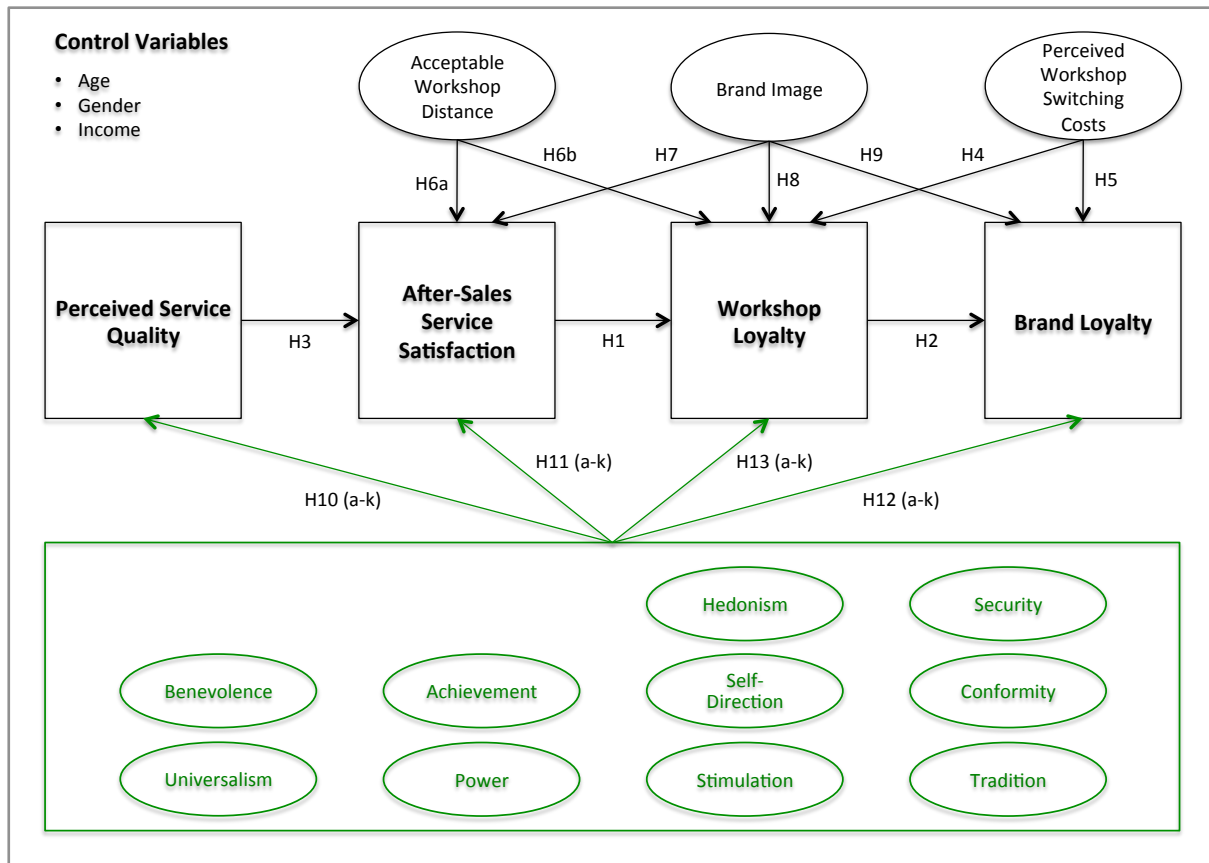 Control Variables
• Age
• Gender
• Income
Acceptable
Workshop
Distance
Brand Image
Perceived
Workshop
Switching
Costs
H6b
H7
H9
H4
H6a
H8
H5
Perceived Service
Quality
After-Sales
Service
Satisfaction
Workshop
Loyalty
Brand Loyalty
H3
H1
H2
H11 (a-k)
H13 (a-k)
H10 (a-k)
H12 (a-k)
Hedonism
Security
Benevolence
Achievement
Self-
Direction
Conformity
Universalism
Power
Stimulation
Tradition